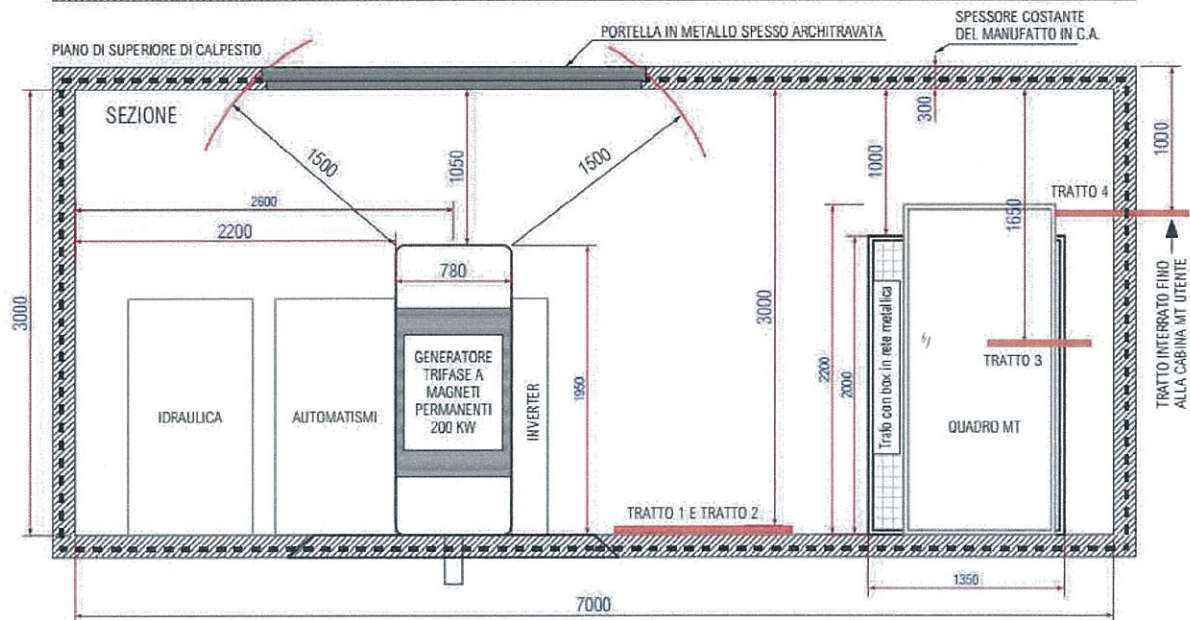 SPESSORE COSTANTE
DEL MANUFATTO IN C.A.
PORTELLA IN METALLO SPESSO ARCHITRAVATA
PIANO DI SUPERIORE DI CALPESTIO
SEZIONE
300
1000
1500
1050
1500
1000
1650
TRATTO 4
2600
2200
780
3000
GENERATORE
TRIFASE A
MAGNETI
PERMANENTI
200 KW
IDRAULICA
AUTOMATISMI
INVERTER
1950
3000
2200
2000
Trafo con box in rete metallica
TRATTO 3
QUADRO MT
TRATTO INTERRATO FINO
ALLA CABINA MT UTENTE
TRATTO 1 E TRATTO 2
1350
7000